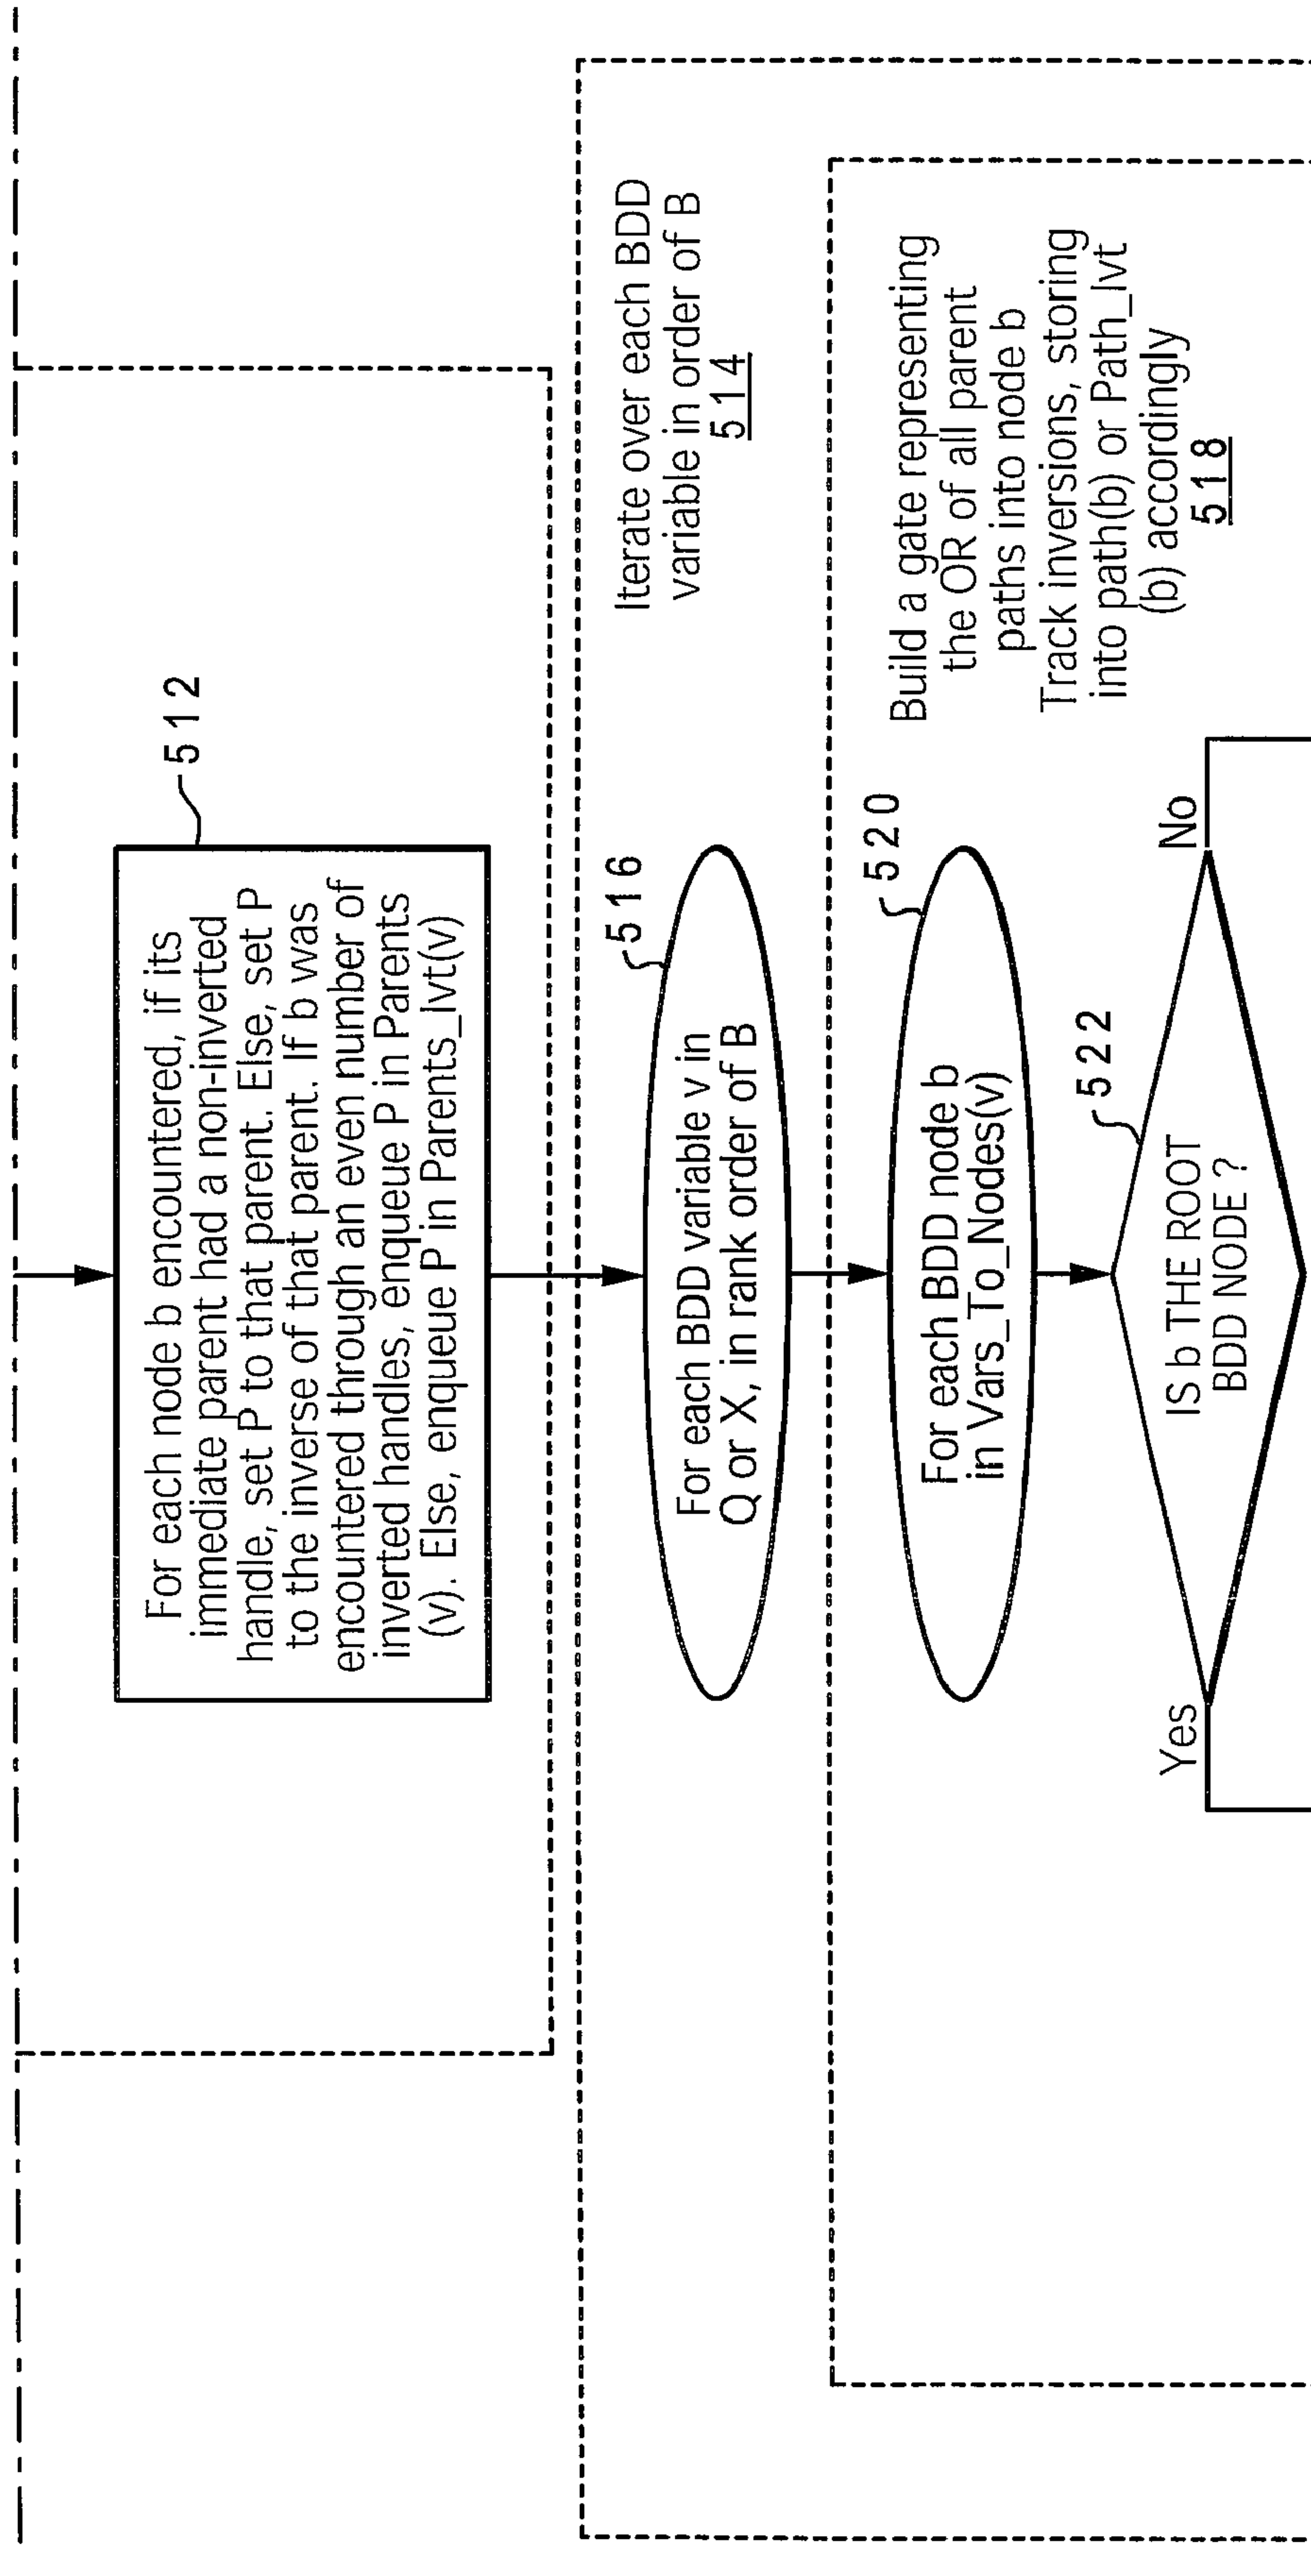 For each node b encountered, if its
immediate parent had a non-inverted
handle, set P to that parent. Else, set P
to the inverse of that parent. If b was
encountered through an even number of
inverted handles, enqueue P in Parents
(v). Else, enqueue P in Parents_Ivt(v)
512
Iterate over each BDD
variable in order of B
514
516
For each BDD variable v in
Q or X, in rank order of B
Build a gate representing
the OR of all parent
paths into node b
Track inversions, storing
into path(b) or Path_Ivt
(b) accordingly
518
520
For each BDD node b
in Vars_To_Nodes(v)
522
IS b THE ROOT
BDD NODE ?
Yes
No